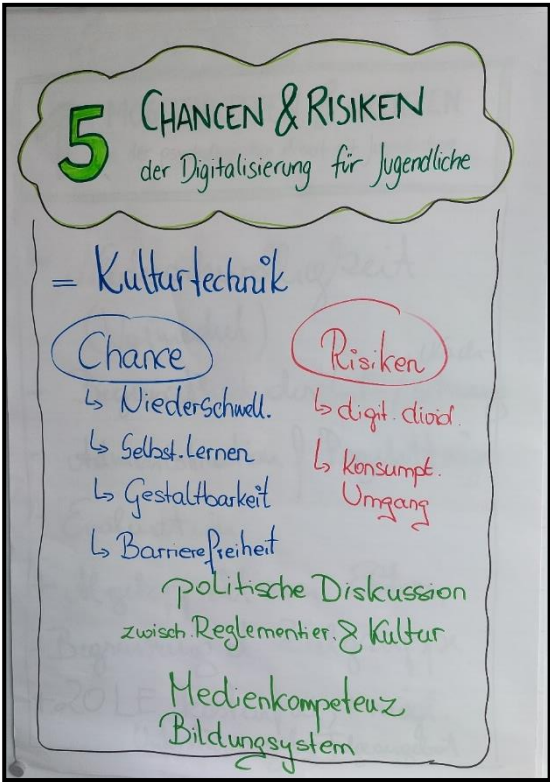 5 CHANCEN & RISIKEN
der Digitalisierung für Jugendliche
= Kulturtechnik
Chance
↳ Niederschwell.
↳ Selbst. Lernen
↳ Gestaltbarkeit
↳ Barrierefreiheit
Risiken
↳ digit. divid.
↳ Konsumpt.
Umgang
politische Diskussion
zwisch. Reglementier. & Kultur
Medienkompetenz
Bildungsystem